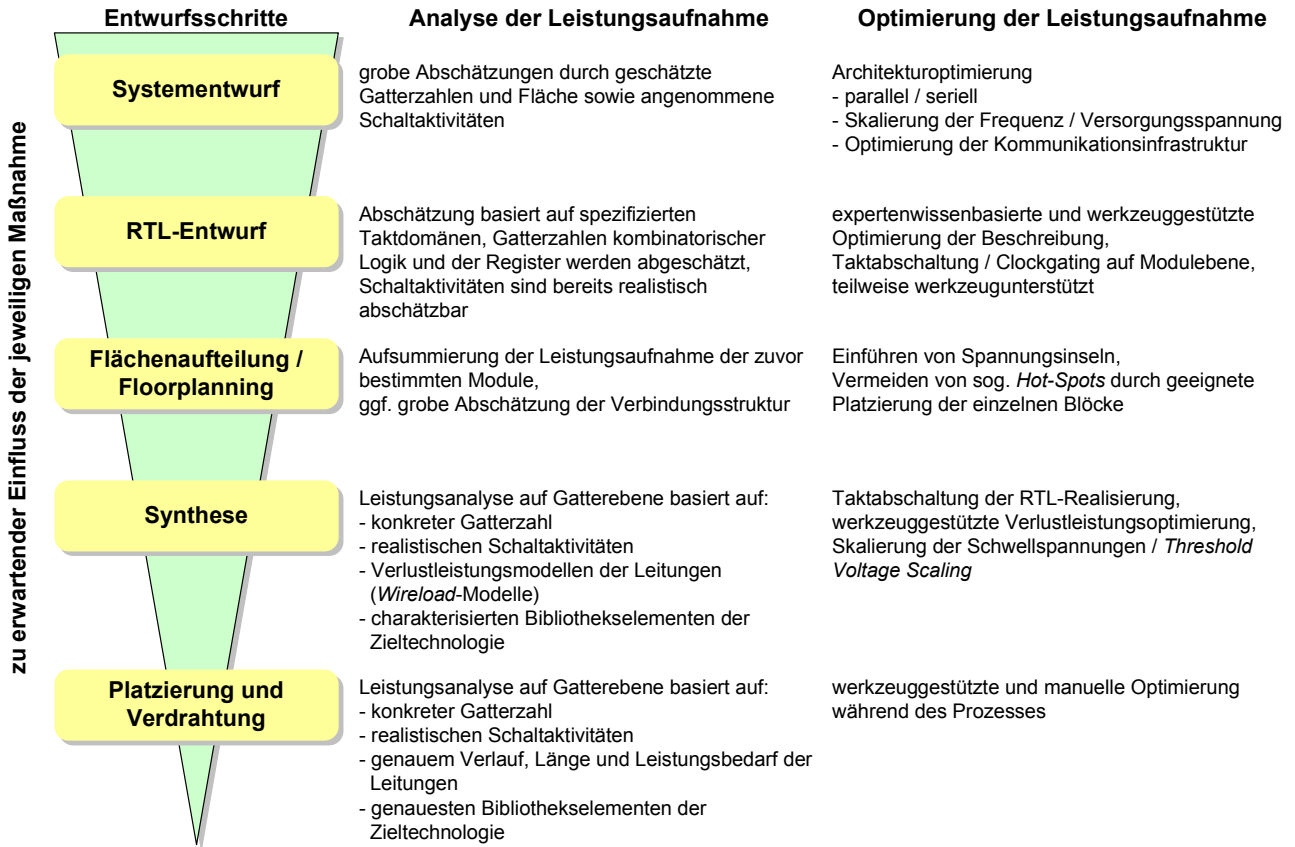 Entwurfsschritte
Analyse der Leistungsaufnahme
Optimierung der Leistungsaufnahme
zu erwartender Einfluss der jeweiligen Maßnahme
Systementwurf
grobe Abschätzungen durch geschätzte
Gatterzahlen und Fläche sowie angenommene
Schaltaktivitäten
Architekturoptimierung
- parallel / seriell
- Skalierung der Frequenz / Versorgungsspannung
- Optimierung der Kommunikationsinfrastruktur
RTL-Entwurf
Abschätzung basiert auf spezifizierten
Taktdomänen, Gatterzahlen kombinatorischer
Logik und der Register werden abgeschätzt,
Schaltaktivitäten sind bereits realistisch
abschätzbar
expertenwissenbasierte und werkzeuggestützte
Optimierung der Beschreibung,
Taktabschaltung / Clockgating auf Modulebene,
teilweise werkzeugunterstützt
Flächenaufteilung /
Floorplanning
Aufsummierung der Leistungsaufnahme der zuvor
bestimmten Module,
ggf. grobe Abschätzung der Verbindungsstruktur
Einführen von Spannungsinseln,
Vermeiden von sog. Hot-Spots durch geeignete
Platzierung der einzelnen Blöcke
Synthese
Leistungsanalyse auf Gatterebene basiert auf:
- konkreter Gatterzahl
- realistischen Schaltaktivitäten
- Verlustleistungsmodellen der Leitungen
(Wireload-Modelle)
- charakterisierten Bibliothekselementen der
Zieltechnologie
Taktabschaltung der RTL-Realisierung,
werkzeuggestützte Verlustleistungsoptimierung,
Skalierung der Schwellspannungen / Threshold
Voltage Scaling
Platzierung und
Verdrahtung
Leistungsanalyse auf Gatterebene basiert auf:
- konkreter Gatterzahl
- realistischen Schaltaktivitäten
- genauem Verlauf, Länge und Leistungsbedarf der
Leitungen
- genauesten Bibliothekselementen der
Zieltechnologie
werkzeuggestützte und manuelle Optimierung
während des Prozesses